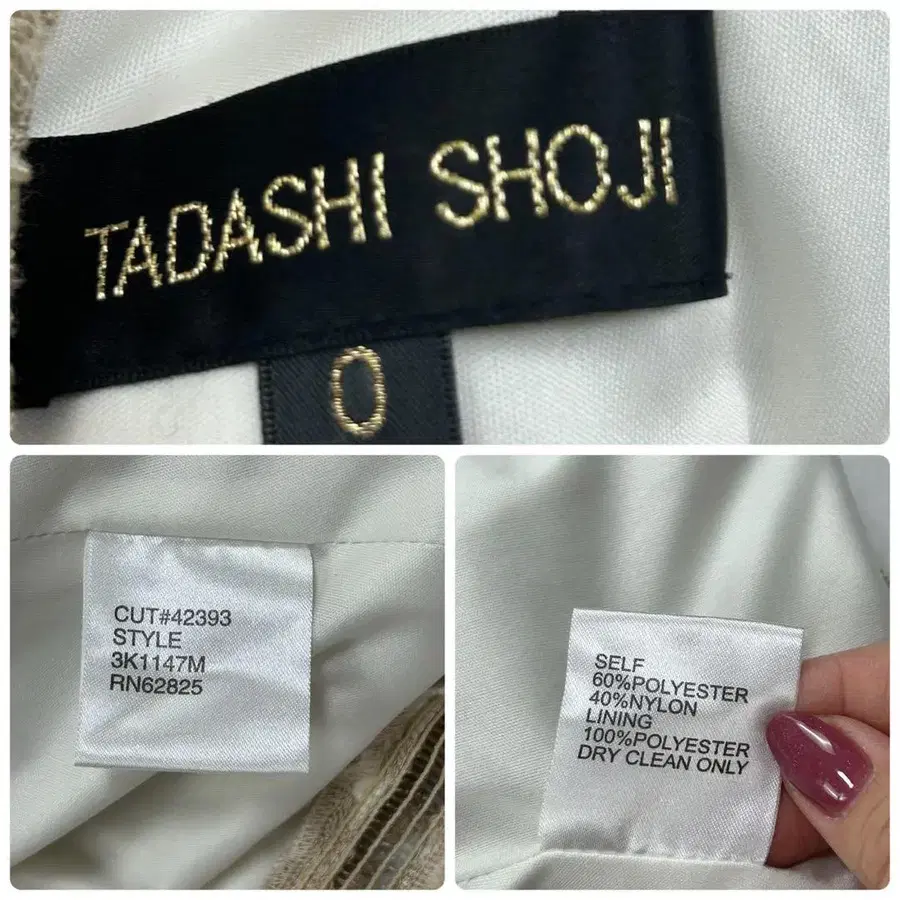 TADASHI SHOJI
0
CUT#42393
STYLE
3K1147M
RN62825
SELF
60%POLYESTER
40%NYLON
LINING
100%POLYESTER
DRY CLEAN ONLY